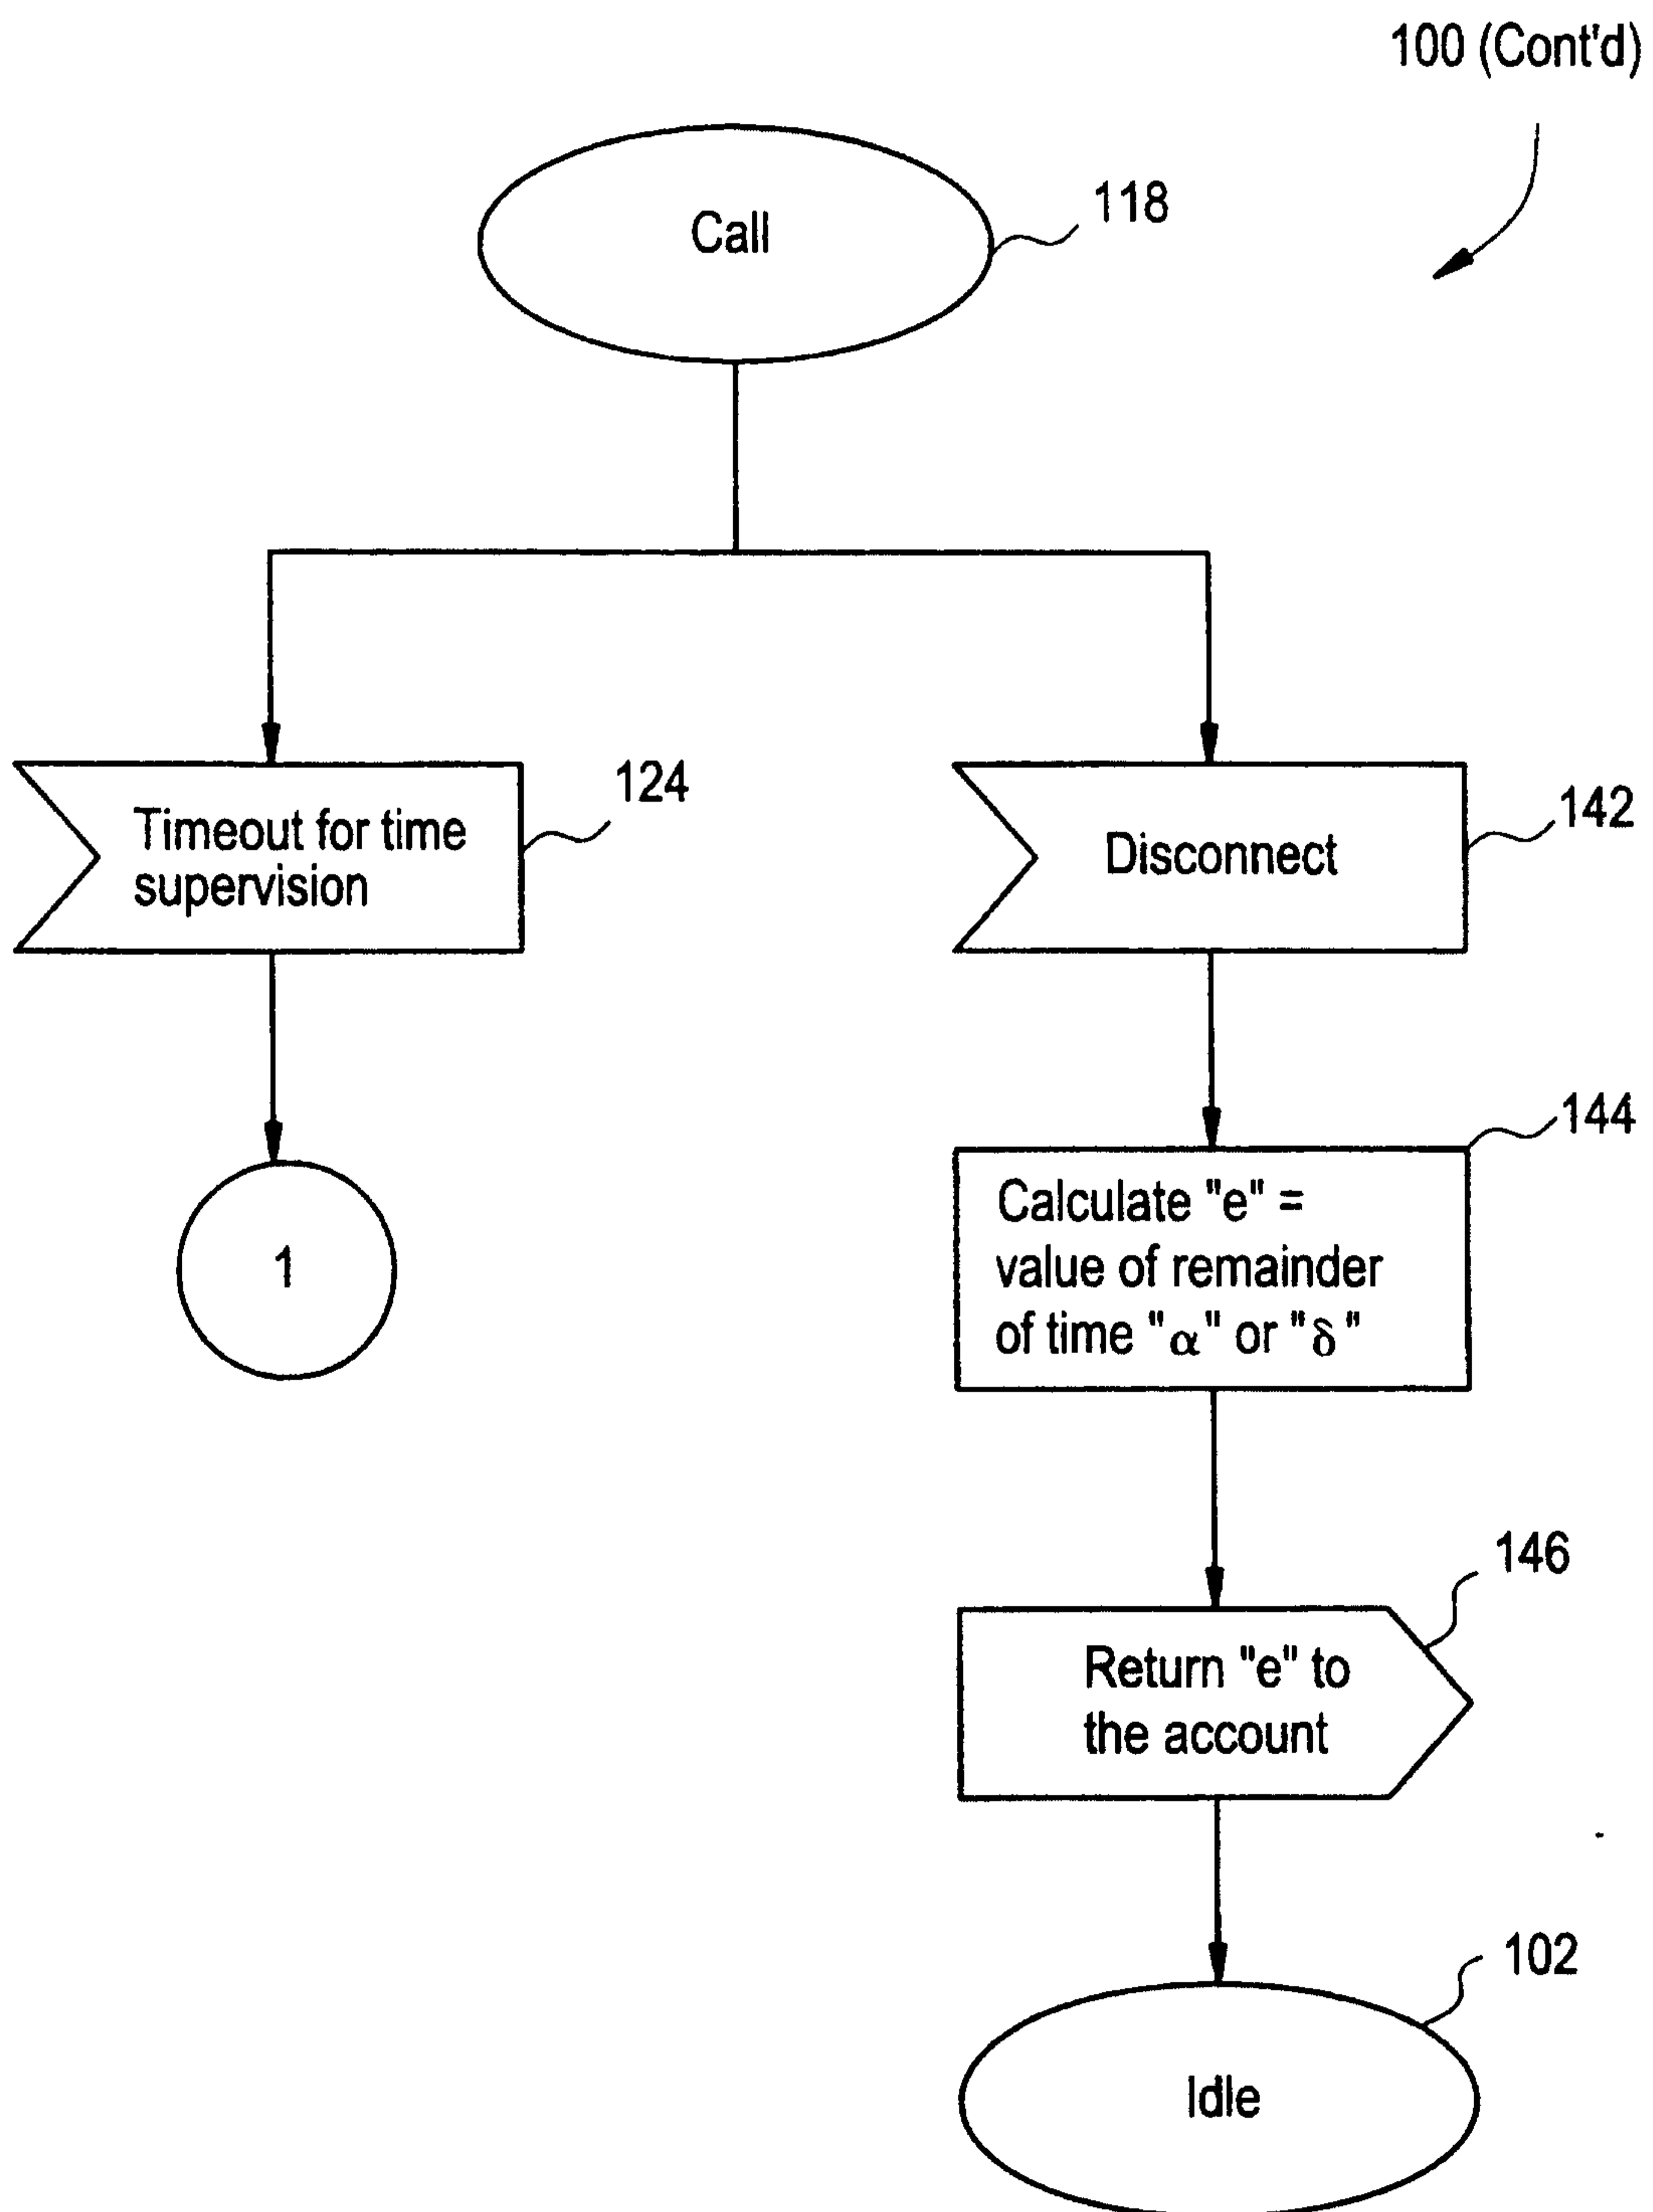 100 (Cont'd)
Call
118
Timeout for time
supervision
124
Disconnect
142
1
144
Calculate "e" =
value of remainder
of time "α" or "δ"
146
Return "e" to
the account
102
Idle